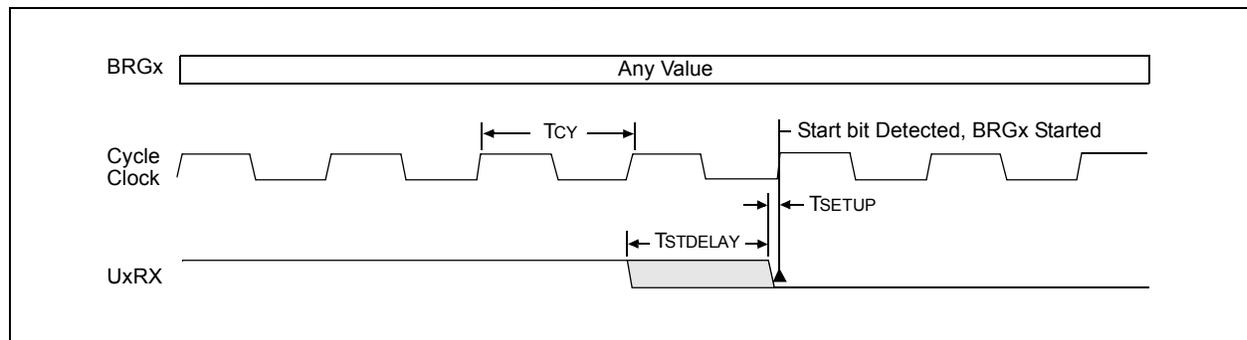 BRGx
Any Value
TCY
Start bit Detected, BRGx Started
Cycle
Clock
TSETUP
TSTDELAY
UxRX